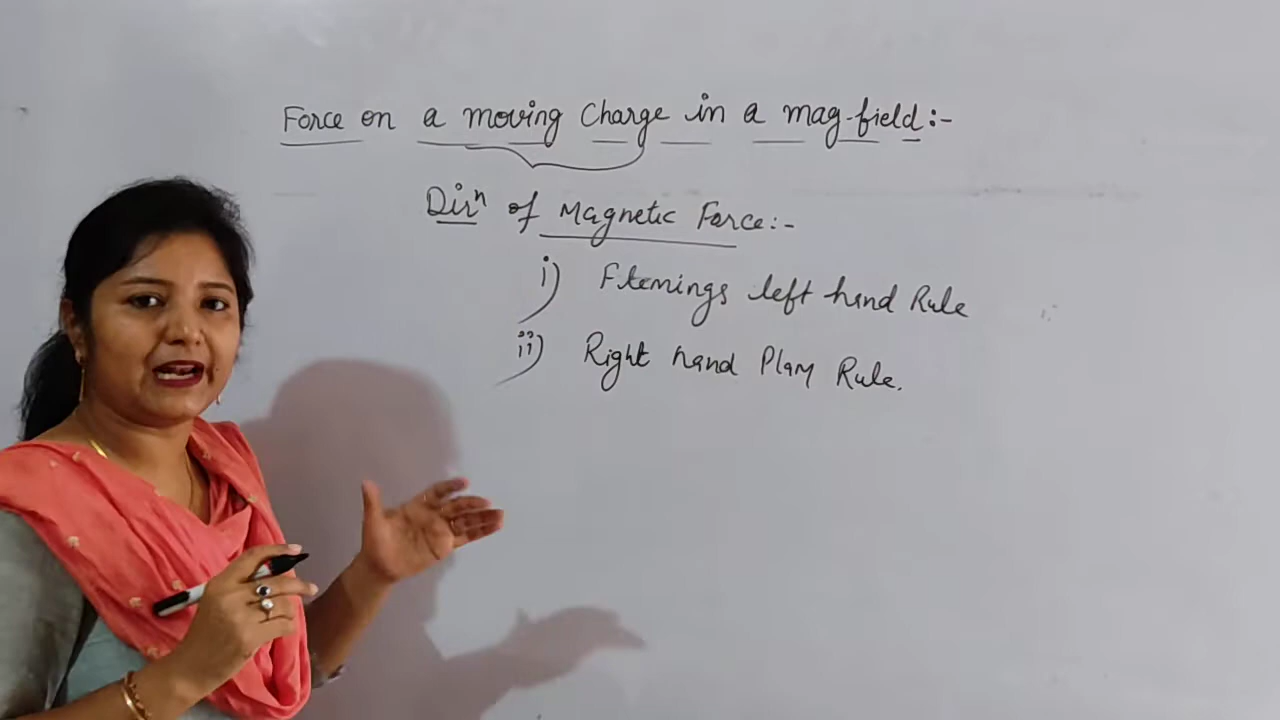 Force on a moving Charge in a mag-field:-
Dirⁿ of Magnetic Force:-
i) Flemings left hand Rule
ii) Right hand Plam Rule.